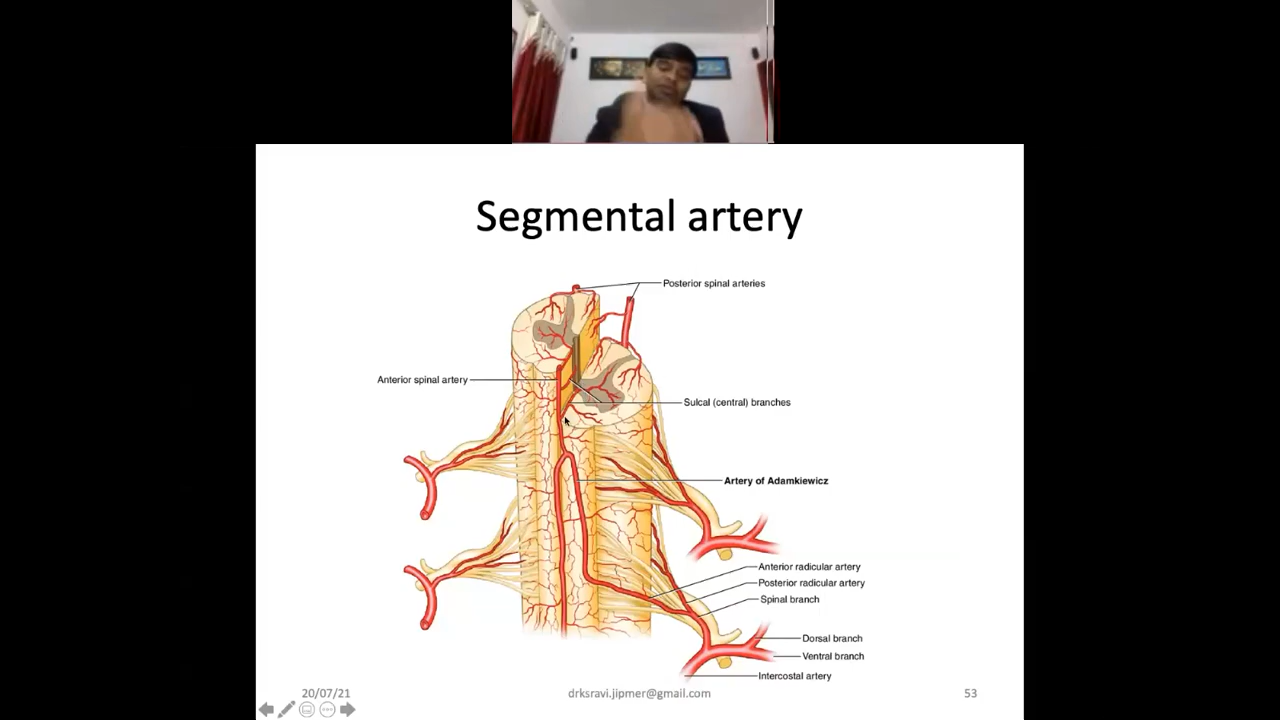 Segmental artery
Posterior spinal arteries
Anterior spinal artery
Sulcal (central) branches
Artery of Adamkiewicz
Anterior radicular artery
Posterior radicular artery
Spinal branch
Dorsal branch
Ventral branch
Intercostal artery
20/07/21
drksravi.jipmer@gmail.com
53